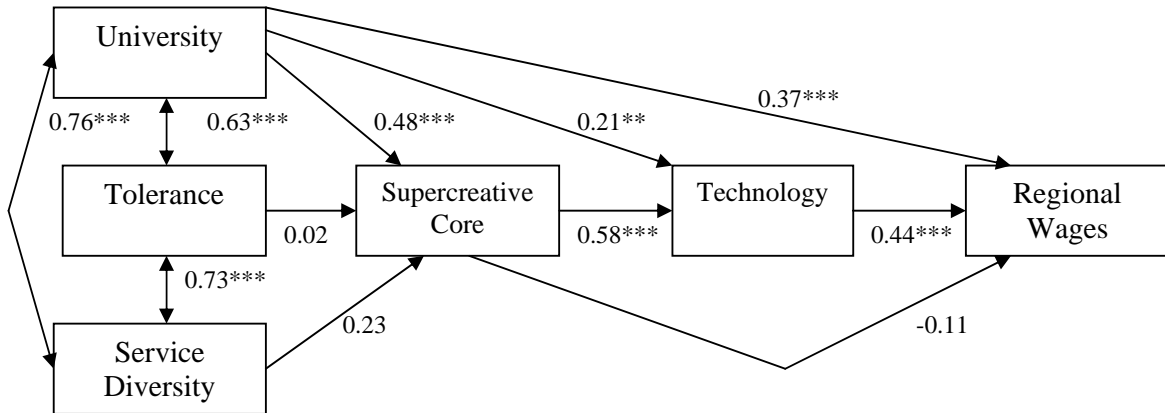 University
0.37***
0.76***
0.63***
0.48***
0.21**
Tolerance
Supercreative
Core
Technology
Regional
Wages
0.02
0.58***
0.44***
0.73***
0.23
-0.11
Service
Diversity